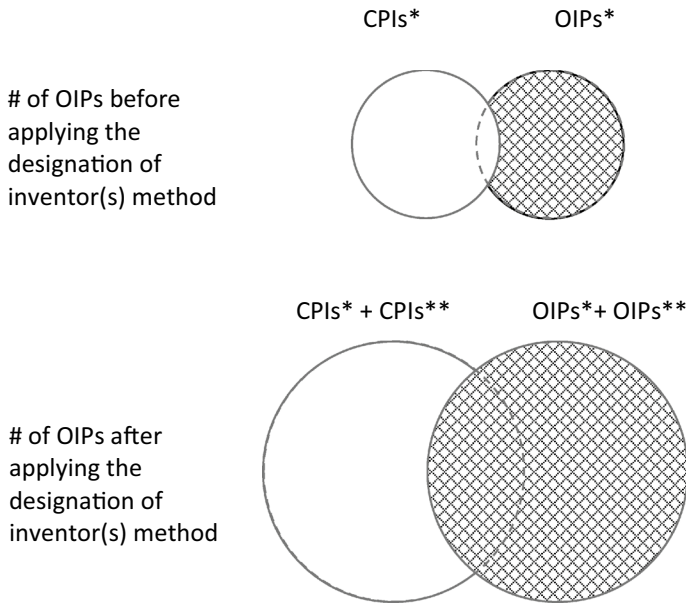 CPIs* OIPs*
# of OIPs before
applying the
designation of
inventor(s) method
CPIs* + CPIs** OIPs*+ OIPs**
# of OIPs after
applying the
designation of
inventor(s) method